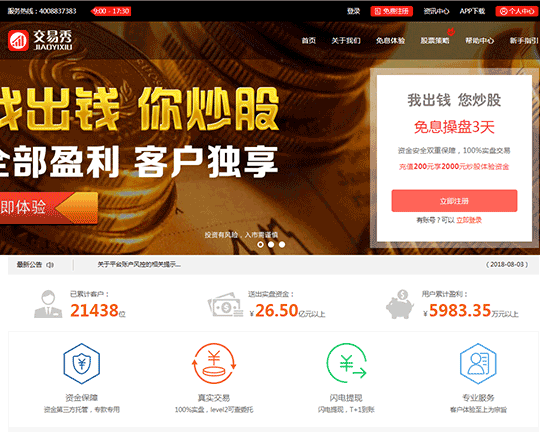 服务热线：4008837383 9:00 - 17:30 登录 免息注册 资讯中心 APP下载 个人中心
交易秀
JIAOYIXIU
首页 关于我们 免息体验 股票策略 帮助中心 新手指引
我出钱 你炒股
全部盈利 客户独享
即体验
投资有风险，入市需谨慎
我出钱 您炒股
免息操盘3天
资金安全双重保障，100%实盘交易
充值200元享2000元炒股体验资金
立即注册
有账号？可以 立即登录
最新公告 关于平台账户风控的相关提示... （2018-08-03）
已累计客户：
21438位
送出实盘资金：
¥26.50亿元以上
用户累计盈利：
¥5983.35万元以上
资金保障
资金第三方托管，专款专用
真实交易
100%实盘，level2可查委托
闪电提现
闪电提现，T+1到账
专业服务
客户体验至上为宗旨